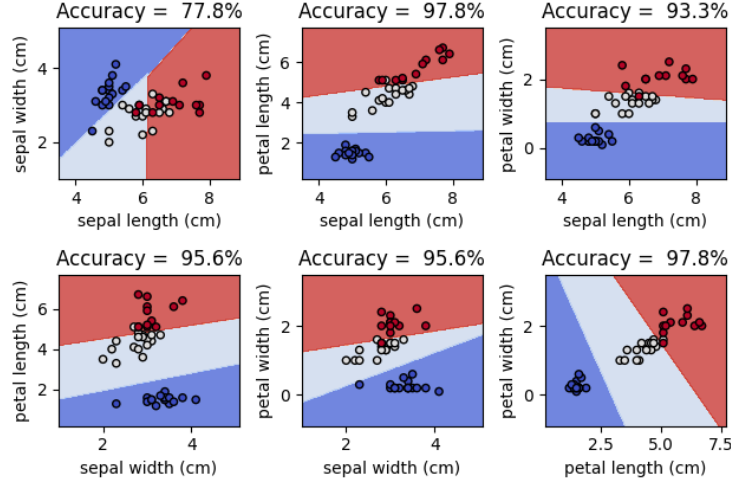 Accuracy = 77.8%
Accuracy = 97.8%
Accuracy = 93.3%
sepal width (cm)
4
2
4
6
8
sepal length (cm)
petal length (cm)
6
4
2
4
6
8
sepal length (cm)
petal width (cm)
2
0
4
6
8
sepal length (cm)
Accuracy = 95.6%
Accuracy = 95.6%
Accuracy = 97.8%
petal length (cm)
6
4
2
2
4
sepal width (cm)
petal width (cm)
2
0
2
4
sepal width (cm)
petal width (cm)
2
0
2.5
5.0
7.5
petal length (cm)